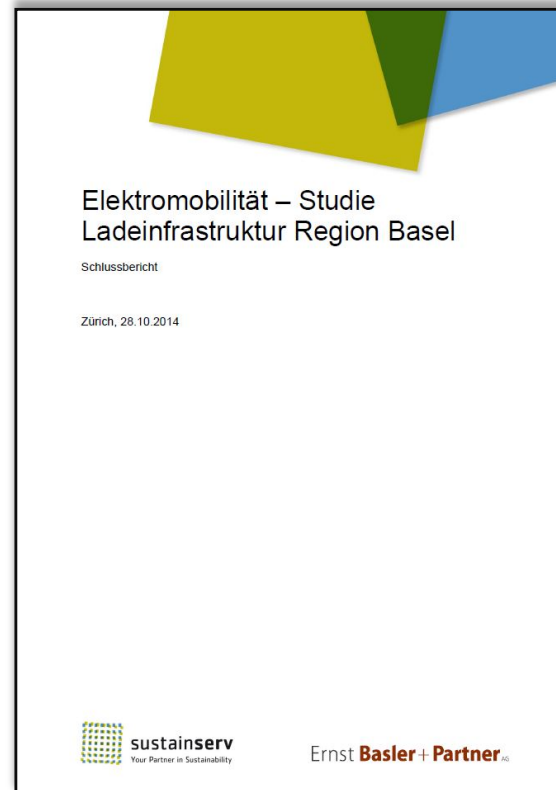 Elektromobilität – Studie
Ladeinfrastruktur Region Basel
Schlussbericht
Zürich, 28.10.2014
sustainserv
Your Partner in Sustainability
Ernst Basler + Partner AG